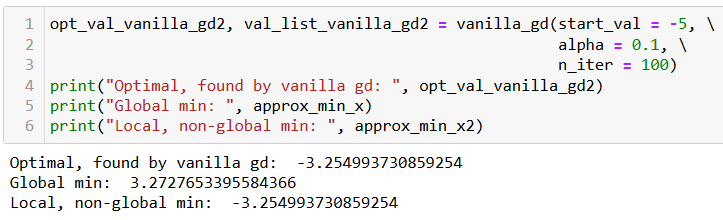 1 opt_val_vanilla_gd2, val_list_vanilla_gd2 = vanilla_gd(start_val = -5, \
2 alpha = 0.1, \
3 n_iter = 100)
4 print("Optimal, found by vanilla gd: ", opt_val_vanilla_gd2)
5 print("Global min: ", approx_min_x)
6 print("Local, non-global min: ", approx_min_x2)
Optimal, found by vanilla gd:  -3.254993730859254
Global min:  3.2727653395584366
Local, non-global min:  -3.254993730859254